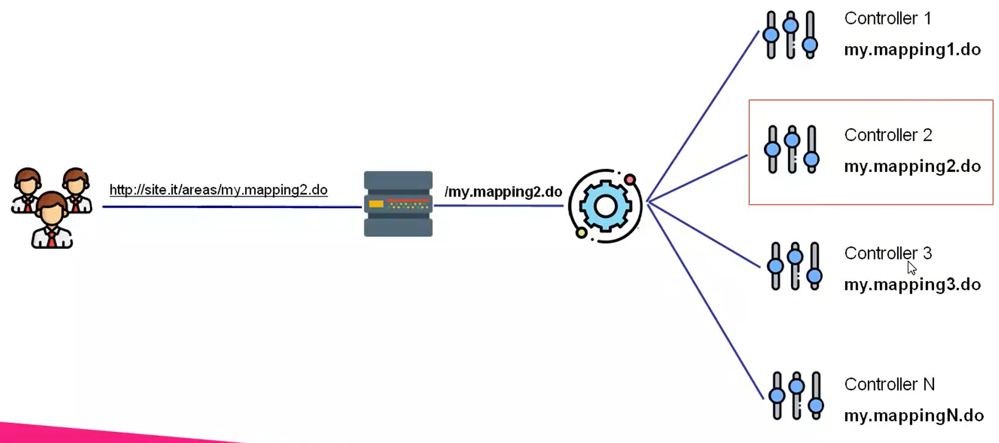 Controller 1
my.mapping1.do
Controller 2
my.mapping2.do
http://site.it/areas/my.mapping2.do
/my.mapping2.do
Controller 3
my.mapping3.do
Controller N
my.mappingN.do